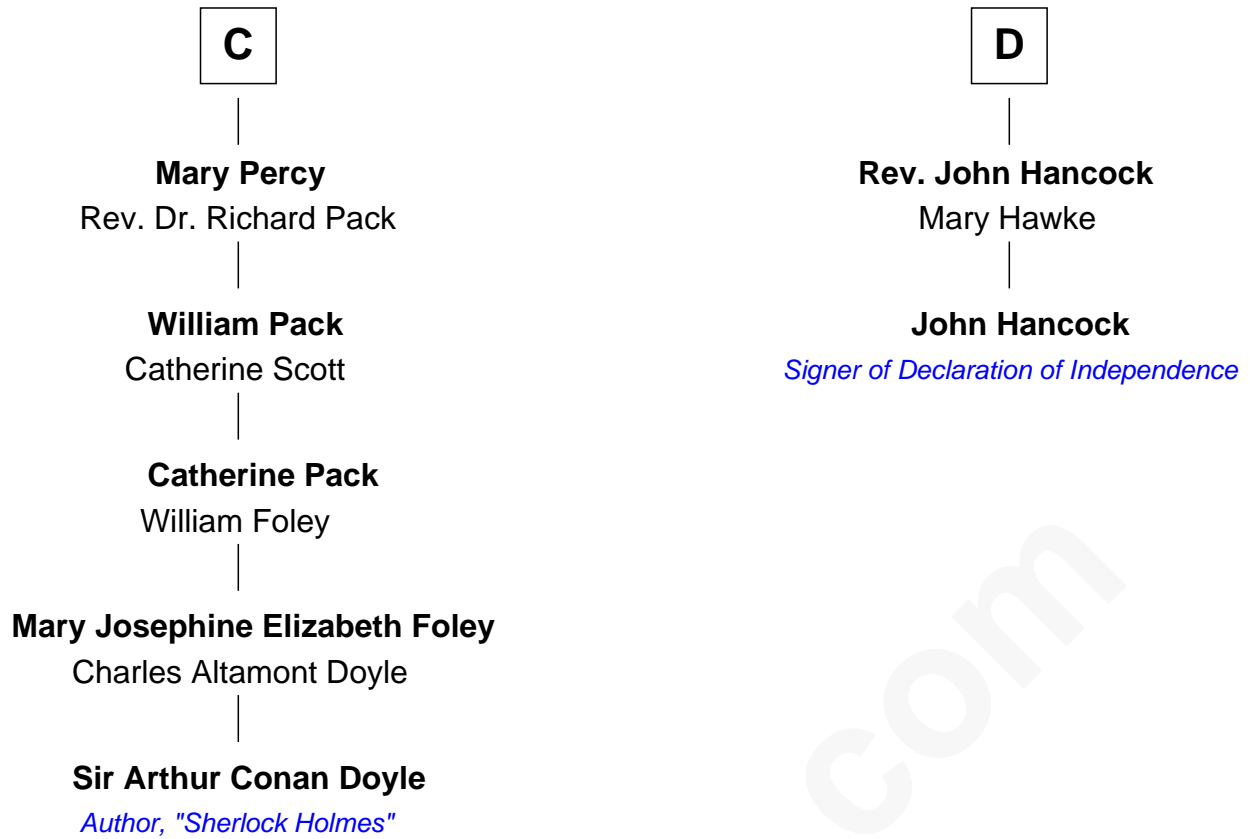 C
Mary Percy
Rev. Dr. Richard Pack
William Pack
Catherine Scott
Catherine Pack
William Foley
Mary Josephine Elizabeth Foley
Charles Altamont Doyle
Sir Arthur Conan Doyle
Author, "Sherlock Holmes"
D
Rev. John Hancock
Mary Hawke
John Hancock
Signer of Declaration of Independence
com